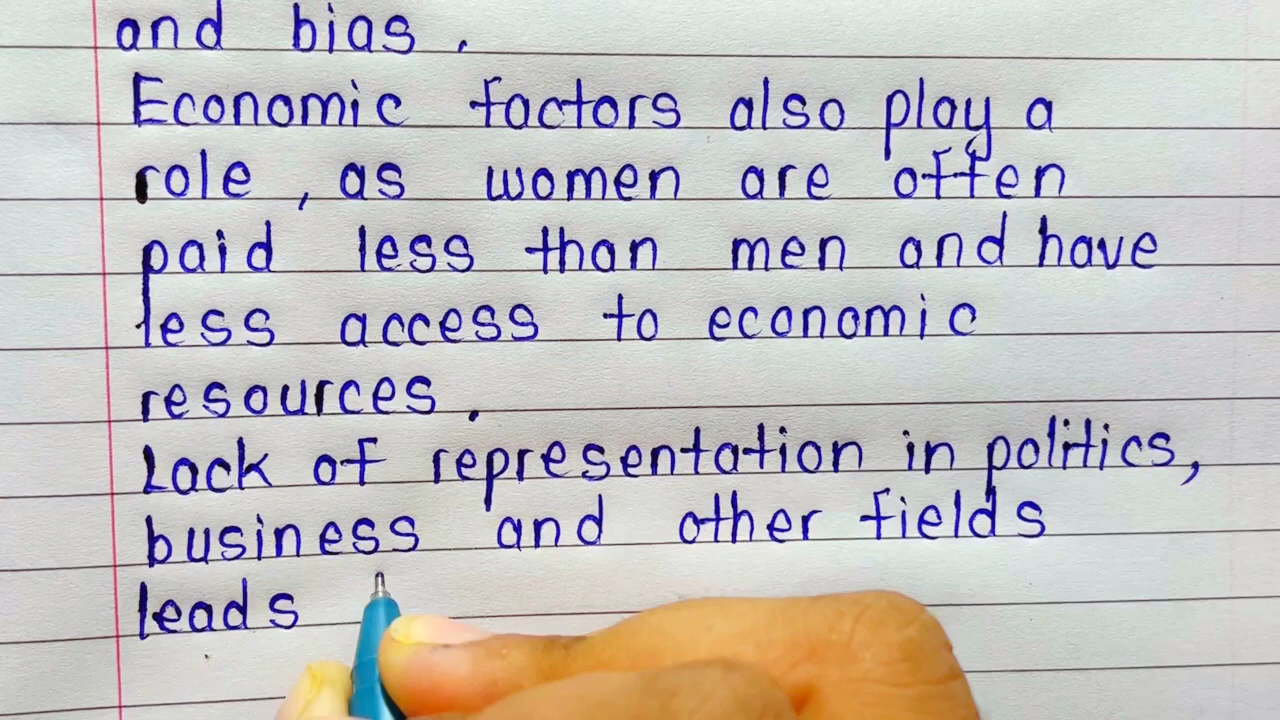 and bias.
Economic factors also play a
role, as women are often
paid less than men and have
less access to economic
resources.
Lack of representation in politics,
business and other fields
leads